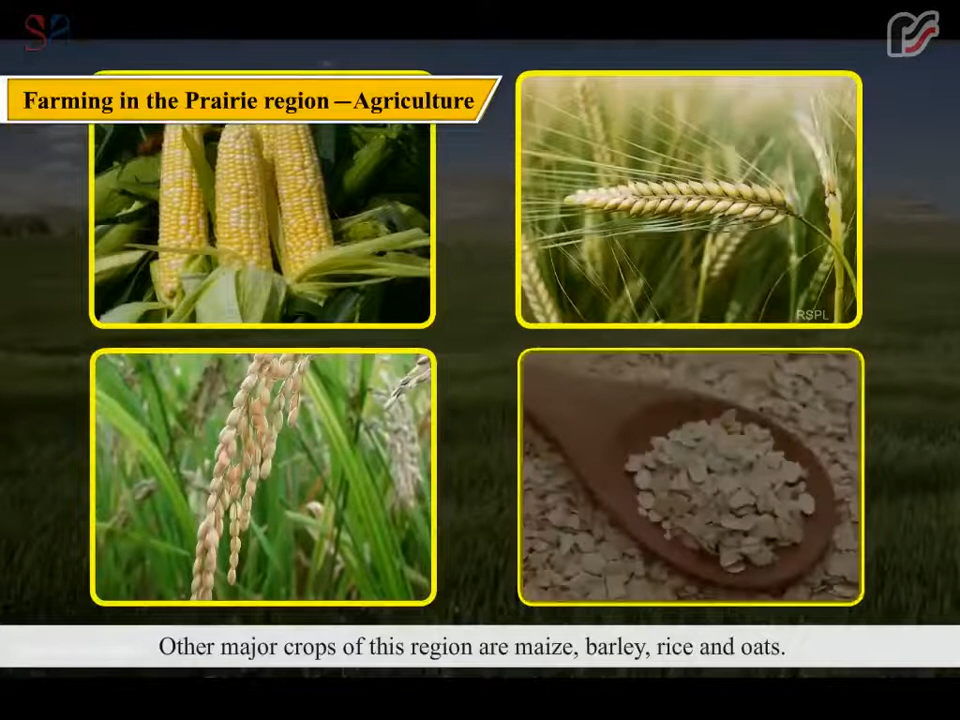 Farming in the Prairie region — Agriculture
RSPL
Other major crops of this region are maize, barley, rice and oats.